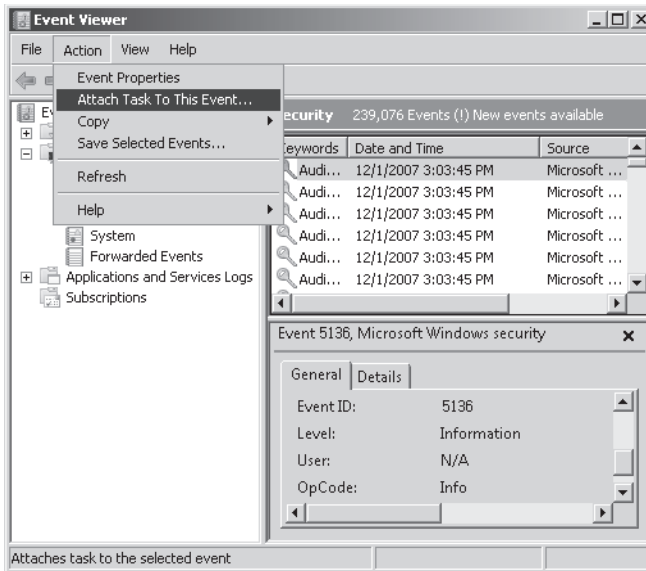 Event Viewer
File Action View Help
Event Properties
Attach Task To This Event...
Copy
Save Selected Events...
Refresh
Help
System
Forwarded Events
Applications and Services Logs
Subscriptions
ecurity 239,076 Events (!) New events available
eywords Date and Time Source
Audi... 12/1/2007 3:03:45 PM Microsoft ...
Audi... 12/1/2007 3:03:45 PM Microsoft ...
Audi... 12/1/2007 3:03:45 PM Microsoft ...
Audi... 12/1/2007 3:03:45 PM Microsoft ...
Audi... 12/1/2007 3:03:45 PM Microsoft ...
Audi... 12/1/2007 3:03:45 PM Microsoft ...
Event 5136, Microsoft Windows security
General Details
Event ID: 5136
Level: Information
User: N/A
OpCode: Info
Attaches task to the selected event